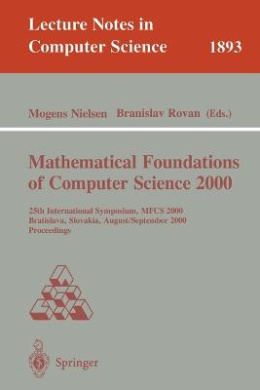 Lecture Notes in
Computer Science 1893
Mogens Nielsen Branislav Rovan (Eds.)
Mathematical Foundations
of Computer Science 2000
25th International Symposium, MFCS 2000
Bratislava, Slovakia, August/September 2000
Proceedings
Springer